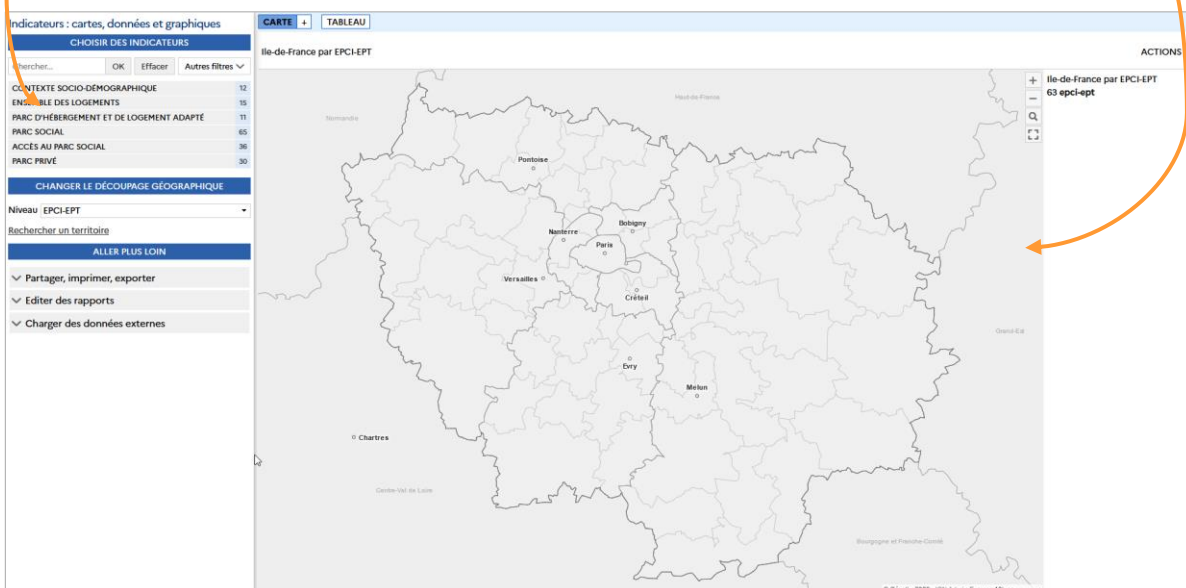 Indicateurs : cartes, données et graphiques
CHOISIR DES INDICATEURS
Chercher... OK Effacer Autres filtres
CONTEXTE SOCIO-DÉMOGRAPHIQUE 12
ENSEMBLE DES LOGEMENTS 15
PARC D'HÉBERGEMENT ET DE LOGEMENT ADAPTÉ 11
PARC SOCIAL 65
ACCÈS AU PARC SOCIAL 36
PARC PRIVÉ 30
CHANGER LE DÉCOUPAGE GÉOGRAPHIQUE
Niveau EPCI-EPT
Rechercher un territoire
ALLER PLUS LOIN
Partager, imprimer, exporter
Editer des rapports
Charger des données externes
CARTE + TABLEAU
Ile-de-France par EPCI-EPT
ACTIONS
Ile-de-France par EPCI-EPT
63 epci-ept
Hauts-de-France
Normandie
Pontoise
Bobigny
Nanterre
Paris
Versailles
Créteil
Grand-Est
Evry
Melun
Chartres
Centre-Val de Loire
Bourgogne et Franche-Comté